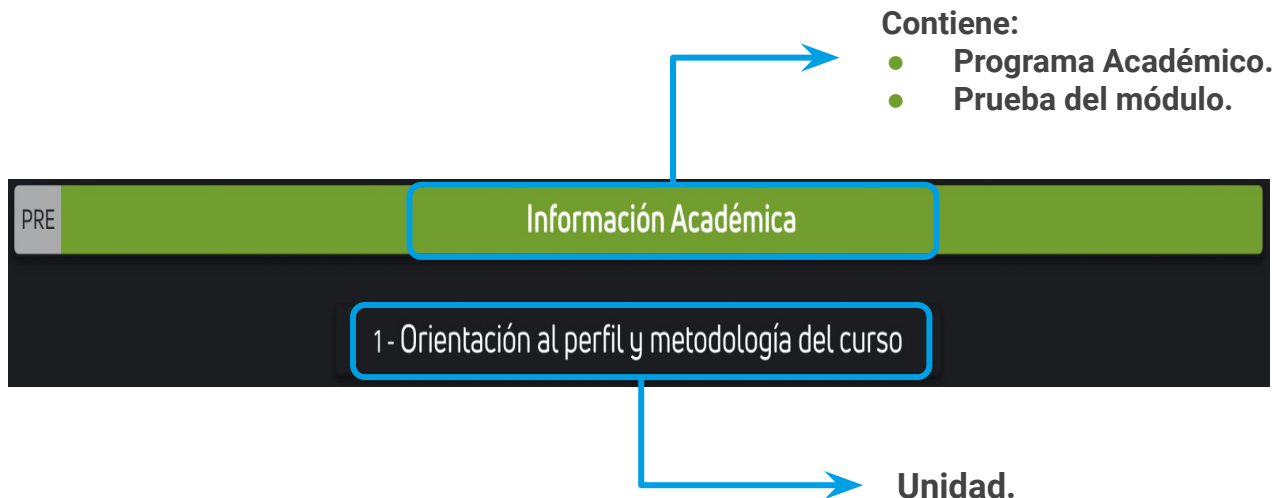 Contiene:
● Programa Académico.
● Prueba del módulo.
PRE
Información Académica
1 - Orientación al perfil y metodología del curso
Unidad.